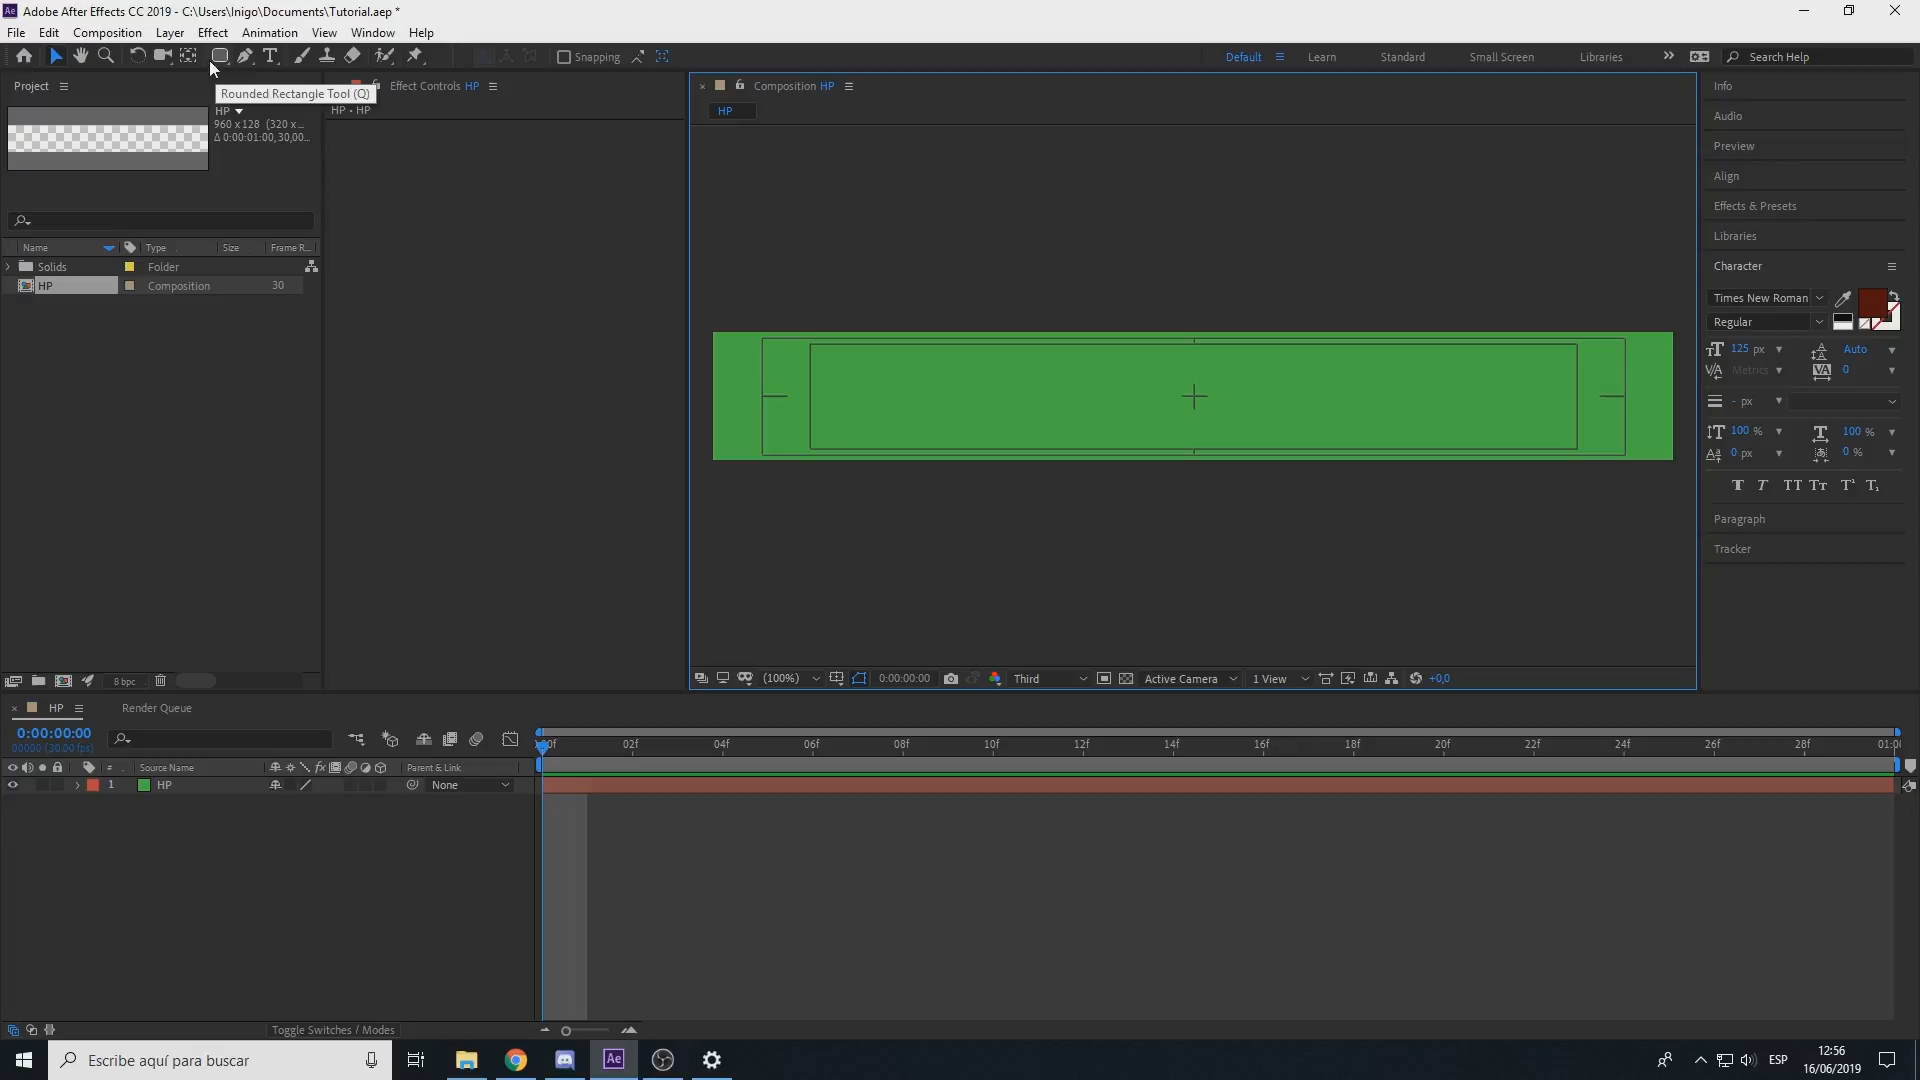 Adobe After Effects CC 2019 - C:\Users\Inigo\Documents\Tutorial.aep *
File Edit Composition Layer Effect Animation View Window Help
Snapping
Default Learn Standard Small Screen Libraries Search Help
Project
Rounded Rectangle Tool (Q)
HP
960 x 128 (320 x ...
Δ 0:00:01:00, 30,00...
Effect Controls HP
HP • HP
Composition HP
HP
Name Type Size Frame R...
Solids Folder
HP Composition 30
8 bpc
(100%) 0:00:00:00 Third Active Camera 1 View +0,0
Info
Audio
Preview
Align
Effects & Presets
Libraries
Character
Times New Roman
Regular
125 px Auto
Metrics 0
- px
100 % 100 %
0 px 0 %
Paragraph
Tracker
HP Render Queue
0:00:00:00
00000 (30.00 fps)
:00f 02f 04f 06f 08f 10f 12f 14f 16f 18f 20f 22f 24f 26f 28f 01:00
# Source Name Parent & Link
1 HP None
Toggle Switches / Modes
Escribe aquí para buscar
Ae
ESP
12:56
16/06/2019